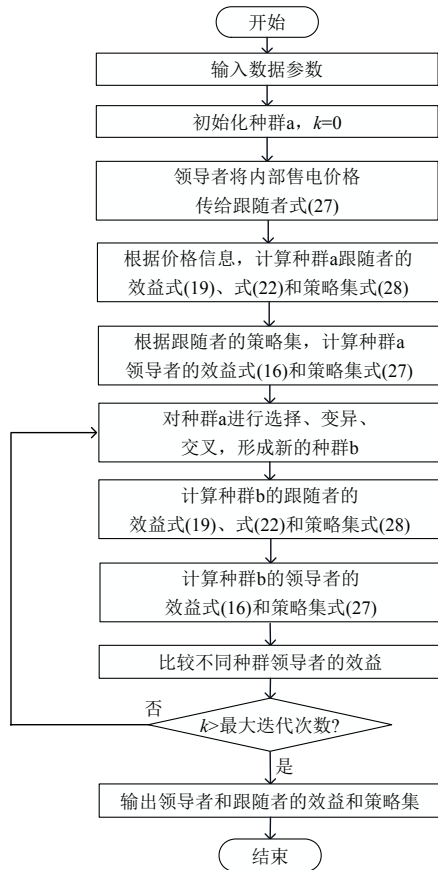 开始
输入数据参数
初始化种群a，k=0
领导者将内部售电价格
传给跟随者式(27)
根据价格信息，计算种群a跟随者的
效益式(19)、式(22)和策略集式(28)
根据跟随者的策略集，计算种群a
领导者的效益式(16)和策略集式(27)
对种群a进行选择、变异、
交叉，形成新的种群b
计算种群b的跟随者的
效益式(19)、式(22)和策略集式(28)
计算种群b的领导者的
效益式(16)和策略集式(27)
比较不同种群领导者的效益
否
k>最大迭代次数?
是
输出领导者和跟随者的效益和策略集
结束